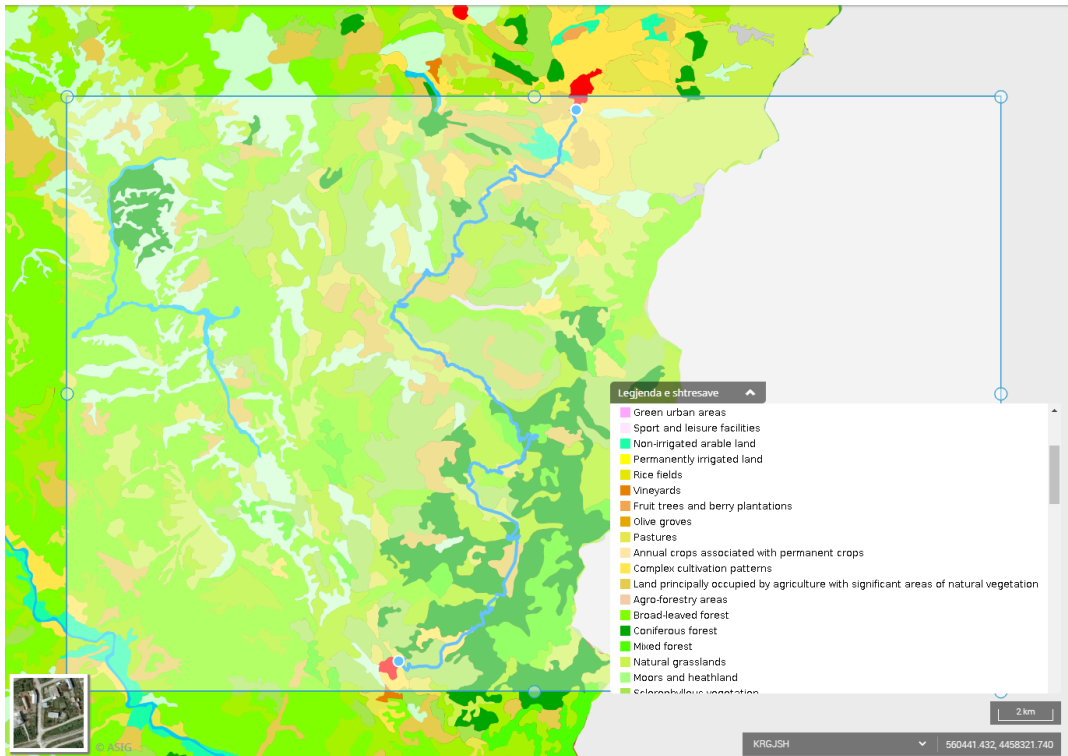 Legjenda e shtresave
Green urban areas
Sport and leisure facilities
Non-irrigated arable land
Permanently irrigated land
Rice fields
Vineyards
Fruit trees and berry plantations
Olive groves
Pastures
Annual crops associated with permanent crops
Complex cultivation patterns
Land principally occupied by agriculture with significant areas of natural vegetation
Agro-forestry areas
Broad-leaved forest
Coniferous forest
Mixed forest
Natural grasslands
Moors and heathland
Sclerophyllous vegetation
2 km
© ASIG
KRGJSH
560441.432, 4458321.740